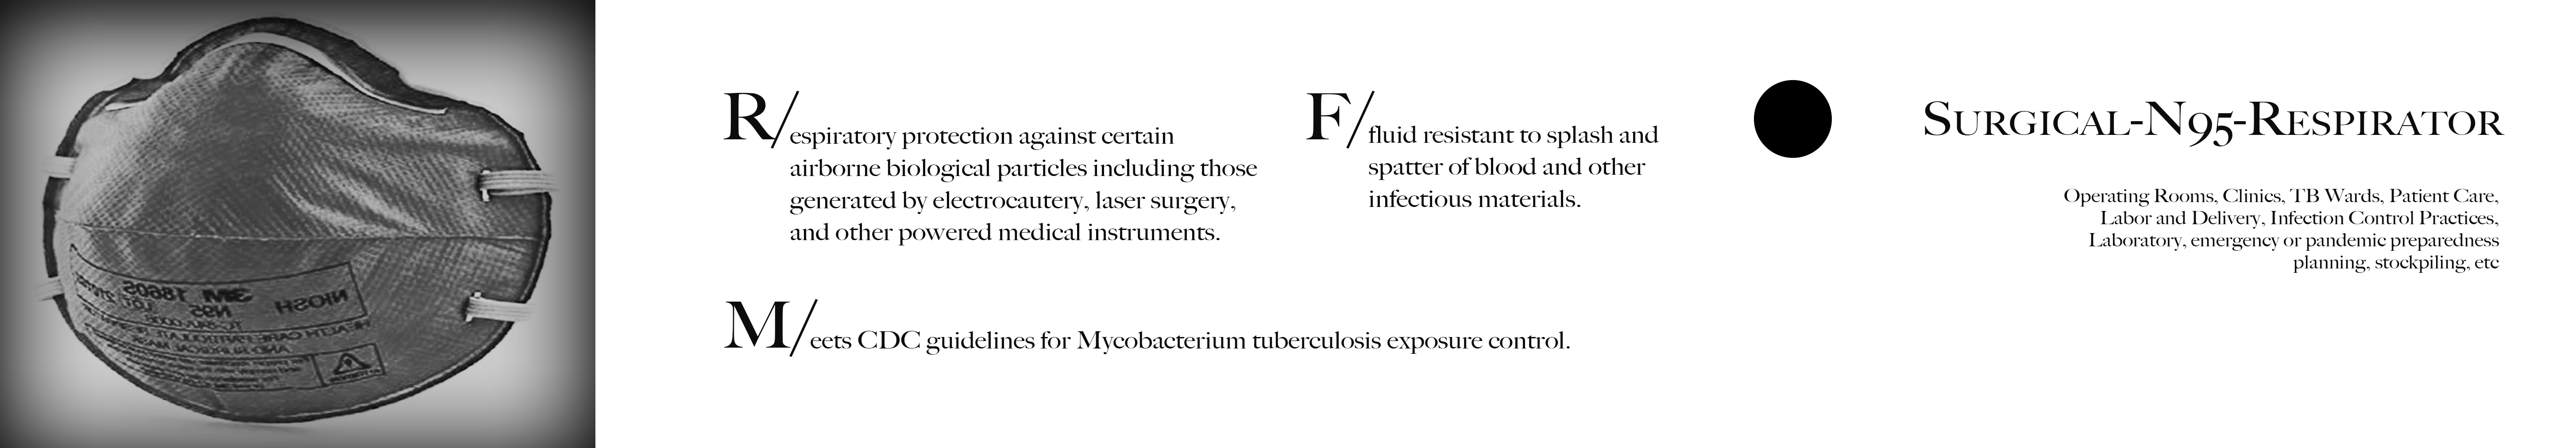 R/espiratory protection against certain
airborne biological particles including those
generated by electrocautery, laser surgery,
and other powered medical instruments.
F/fluid resistant to splash and
spatter of blood and other
infectious materials.
M/eets CDC guidelines for Mycobacterium tuberculosis exposure control.
Surgical-N95-Respirator
Operating Rooms, Clinics, TB Wards, Patient Care,
Labor and Delivery, Infection Control Practices,
Laboratory, emergency or pandemic preparedness
planning, stockpiling, etc
3M 1860S NIOSH
N95